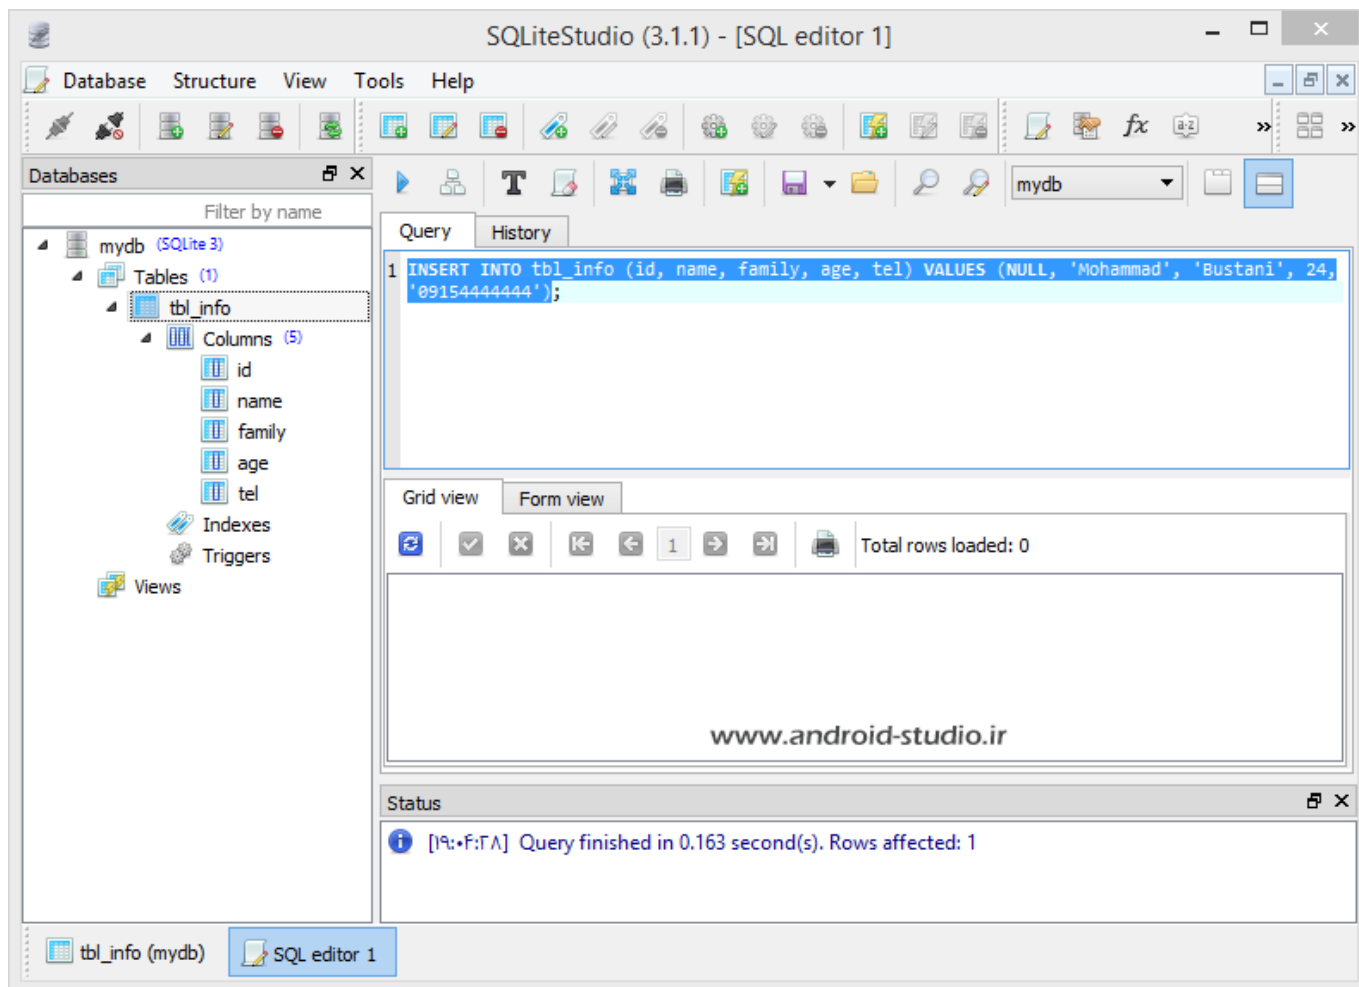 SQLiteStudio (3.1.1) - [SQL editor 1]
Database Structure View Tools Help
Databases
mydb
Filter by name
Query History
mydb (SQLite 3)
Tables (1)
tbl_info
Columns (5)
id
name
family
age
tel
Indexes
Triggers
Views
1 INSERT INTO tbl_info (id, name, family, age, tel) VALUES (NULL, 'Mohammad', 'Bustani', 24,
'09154444444');
Grid view Form view
1 Total rows loaded: 0
www.android-studio.ir
Status
[۱۹:۰۴:۲۸] Query finished in 0.163 second(s). Rows affected: 1
tbl_info (mydb) SQL editor 1